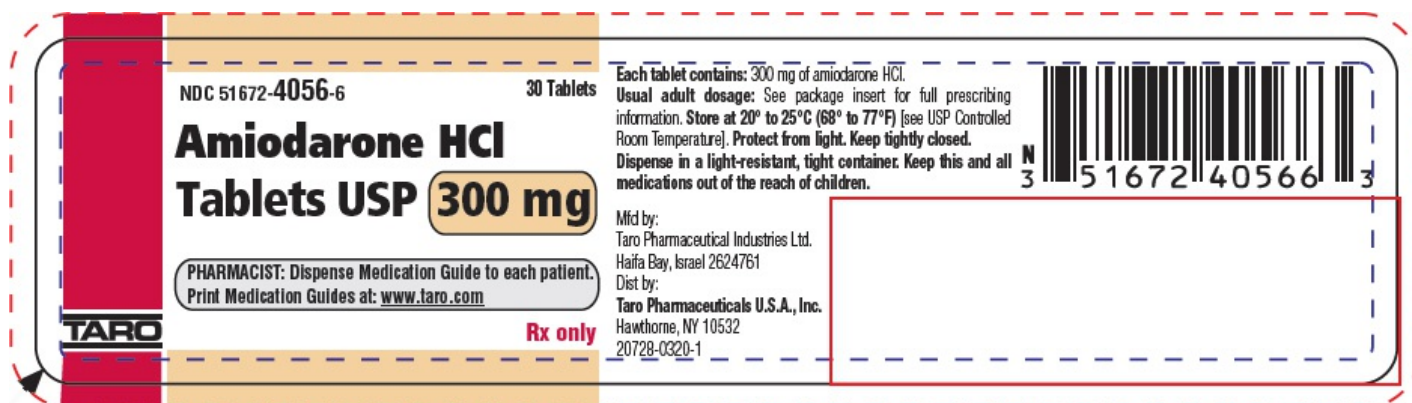 NDC 51672-4056-6
30 Tablets
Amiodarone HCl
Tablets USP 300 mg
PHARMACIST: Dispense Medication Guide to each patient.
Print Medication Guides at: www.taro.com
TARO
Rx only
Each tablet contains: 300 mg of amiodarone HCl.
Usual adult dosage: See package insert for full prescribing
information. Store at 20° to 25°C (68° to 77°F) [see USP Controlled
Room Temperature]. Protect from light. Keep tightly closed.
Dispense in a light-resistant, tight container. Keep this and all
medications out of the reach of children.
Mfd by:
Taro Pharmaceutical Industries Ltd.
Haifa Bay, Israel 2624761
Dist by:
Taro Pharmaceuticals U.S.A., Inc.
Hawthorne, NY 10532
20728-0320-1
N
3 51672 40566 3